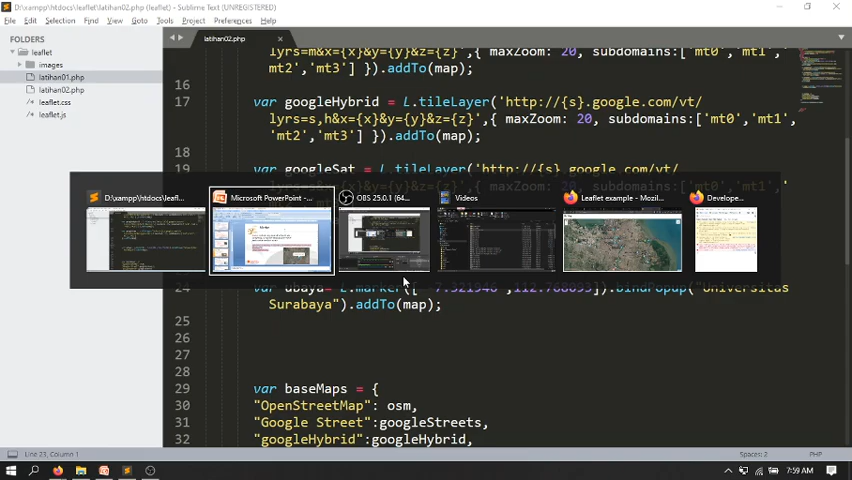 D:\xampp\htdocs\leaflet\latihan02.php (leaflet) - Sublime Text (UNREGISTERED)
File Edit Selection Find View Goto Tools Project Preferences Help
FOLDERS
leaflet
images
latihan01.php
latihan02.php
leaflet.css
leaflet.js
latihan02.php
lyrs=m&x={x}&y={y}&z={z}',{ maxZoom: 20, subdomains:['mt0','mt1','
mt2','mt3'] }).addTo(map);
16
17 var googleHybrid = L.tileLayer('http://{s}.google.com/vt/
lyrs=s,h&x={x}&y={y}&z={z}',{ maxZoom: 20, subdomains:['mt0','mt1',
'mt2','mt3'] }).addTo(map);
18
19 var googleSat = L.tileLayer('http://{s}.google.com/vt/
D:\xampp\htdocs\leafl...
Microsoft PowerPoint -...
OBS 25.0.1 (64...
Videos
Leaflet example - Mozil...
Develope...
24 var ubaya= L.marker([ -7.321946 ,112.768093]).bindPopup("Universitas
Surabaya").addTo(map);
25
26
27
28
29 var baseMaps = {
30 "OpenStreetMap": osm,
31 "Google Street":googleStreets,
32 "googleHybrid":googleHybrid,
Line 23, Column 1
Spaces: 2
PHP
7:59 AM